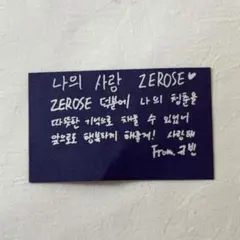 나의 사랑 ZEROSE♥
ZEROSE 덕분에 나의 청춘을
따뜻한 기억으로 채울 수 있었어
앞으로도 행복하게 해줄게! 사랑해
From. 규빈